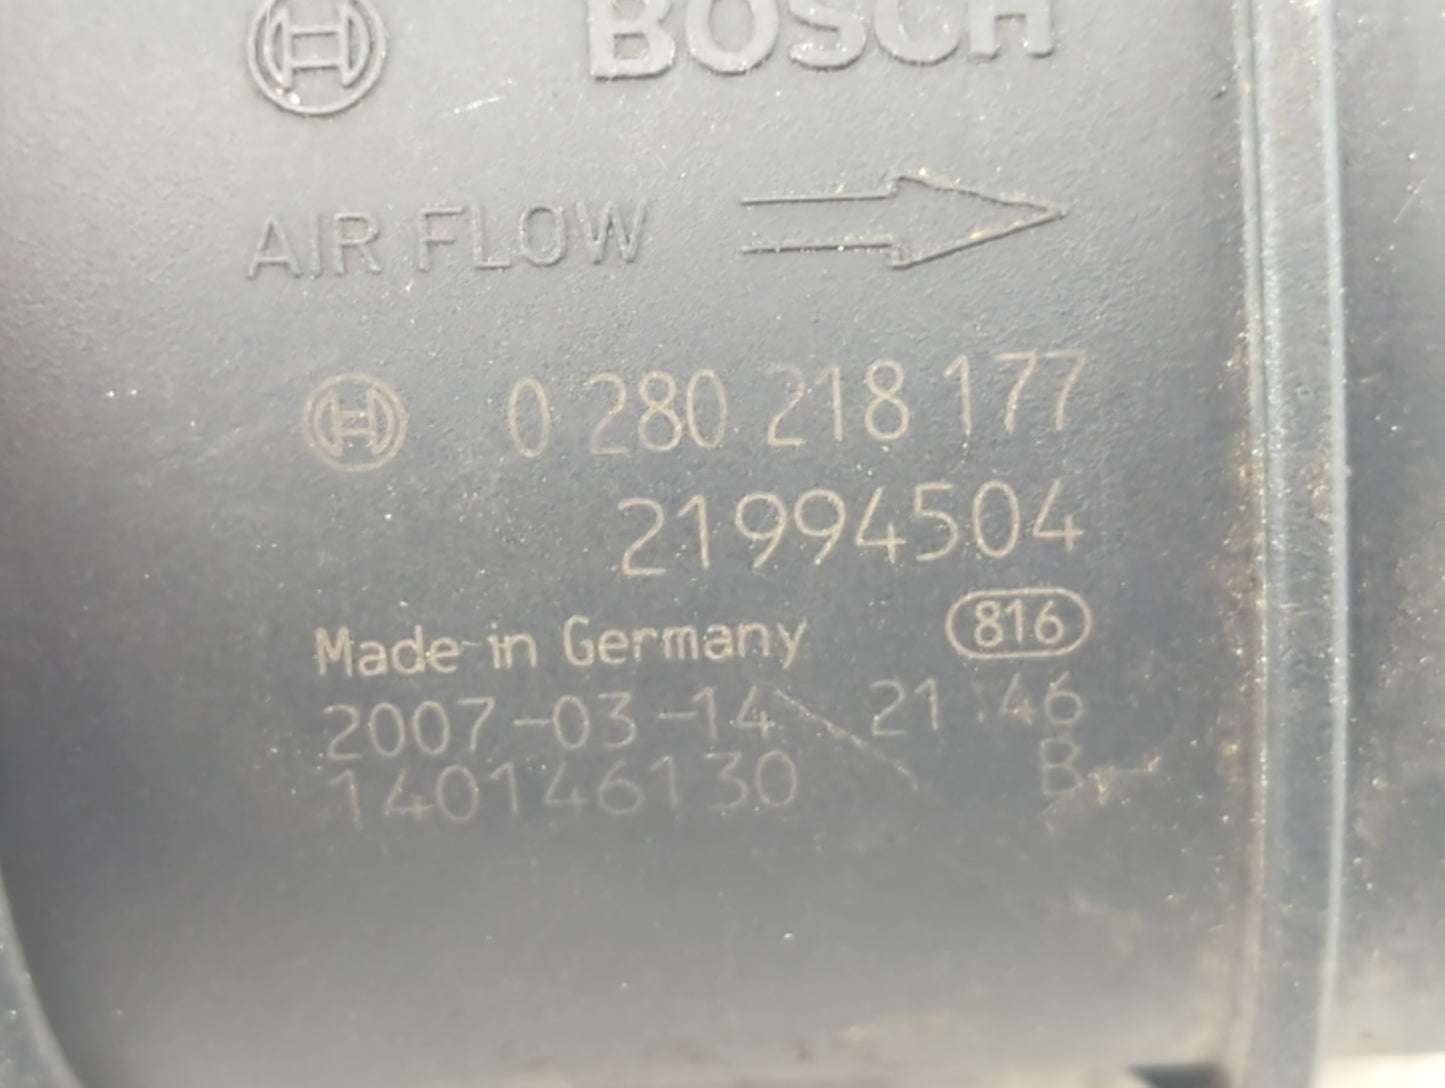 BOSCH
AIR FLOW
0 280 218 177
21994504
Made in Germany 816
2007-03-14 21:46
140146130 B